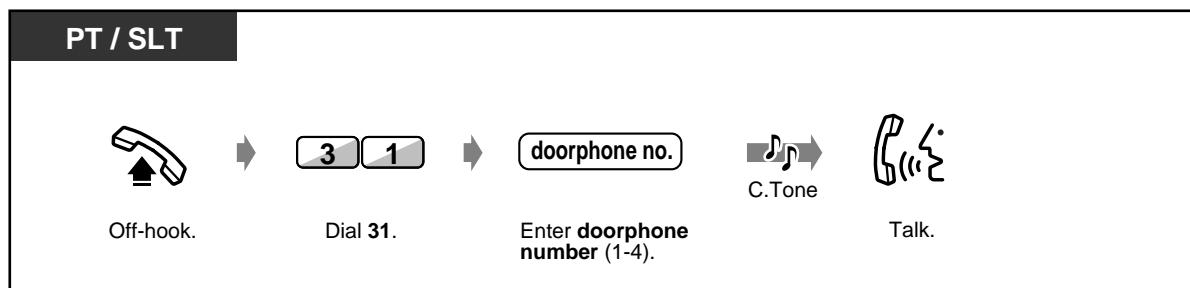 PT / SLT
3 1
doorphone no.
C.Tone
Off-hook.
Dial 31.
Enter doorphone
number (1-4).
Talk.